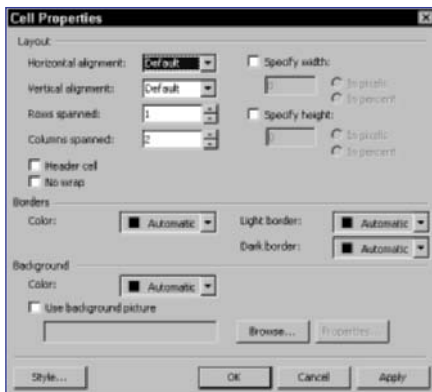 Cell Properties
Layout
Horizontal alignment: Default
Specify width:
Vertical alignment: Default
0 In pixels
In percent
Rows spanned: 1
Specify height:
Columns spanned: 2
0 In pixels
In percent
Header cell
No wrap
Borders
Color: Automatic Light border: Automatic
Dark border: Automatic
Background
Color: Automatic
Use background picture
Browse... Properties...
Style... OK Cancel Apply